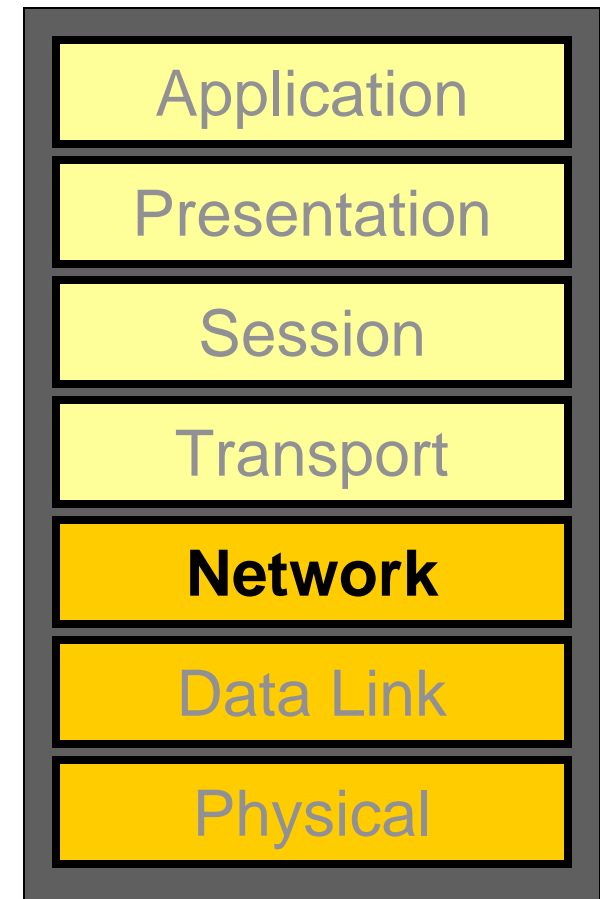 Application
Presentation
Session
Transport
Network
Data Link
Physical